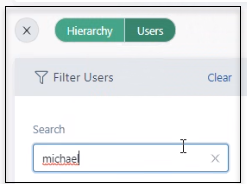 Hierarchy Users
Filter Users Clear
Search
michael